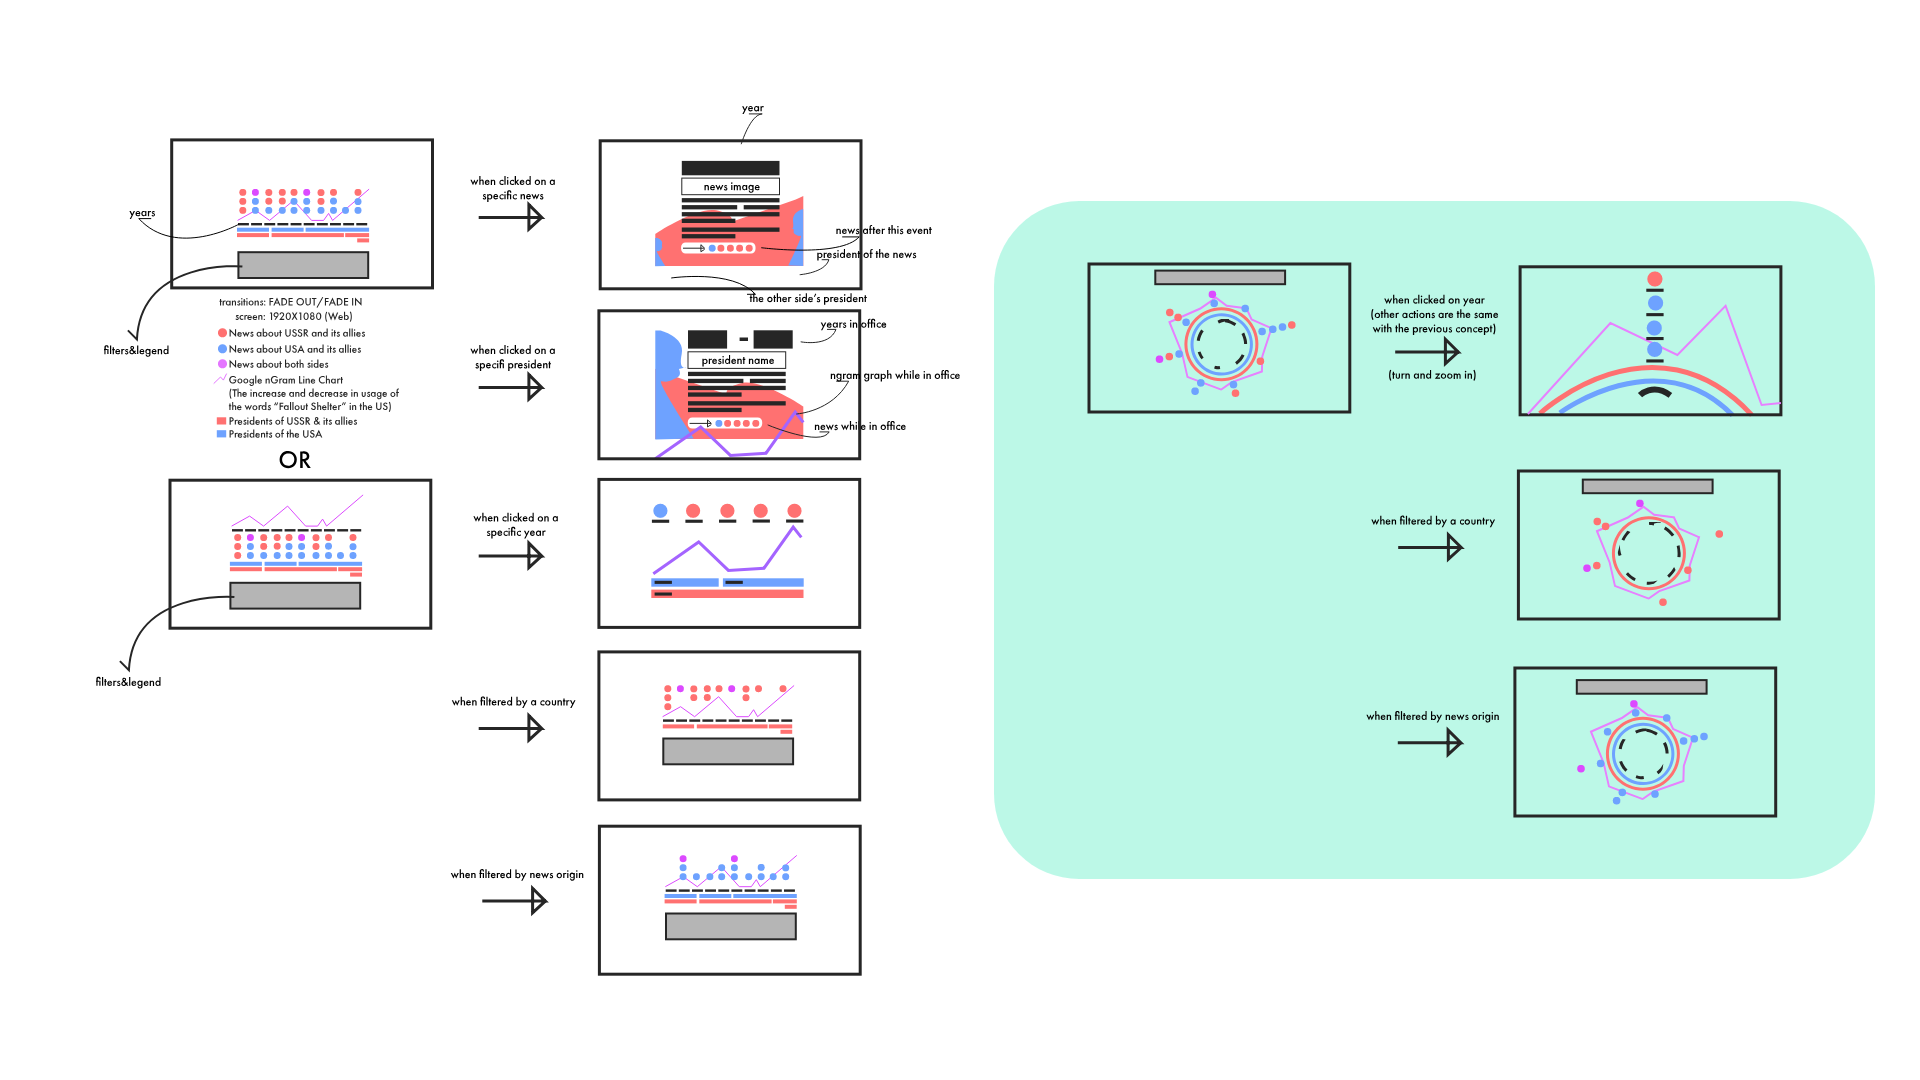 year
years
when clicked on a
specific news
news image
news after this event
president of the news
The other side's president
filters&legend
transitions: FADE OUT/FADE IN
screen: 1920X1080 (Web)
News about USSR and its allies
News about USA and its allies
News about both sides
Google nGram Line Chart
(The increase and decrease in usage of
the words "Fallout Shelter" in the US)
Presidents of USSR & its allies
Presidents of the USA
when clicked on a
specifi president
years in office
president name
ngram graph while in office
news while in office
OR
filters&legend
when clicked on a
specific year
when filtered by a country
when filtered by news origin
when clicked on year
(other actions are the same
with the previous concept)
(turn and zoom in)
when filtered by a country
when filtered by news origin